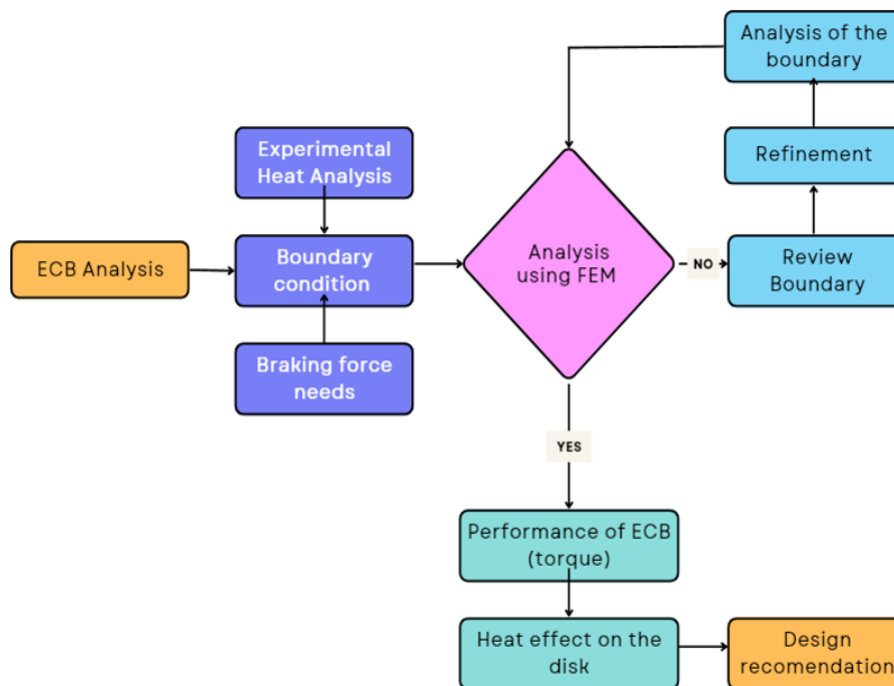 Analysis of the
boundary
Experimental
Heat Analysis
Refinement
ECB Analysis
Boundary
condition
Analysis
using FEM
NO
Review
Boundary
Braking force
needs
YES
Performance of ECB
(torque)
Heat effect on the
disk
Design
recomendation